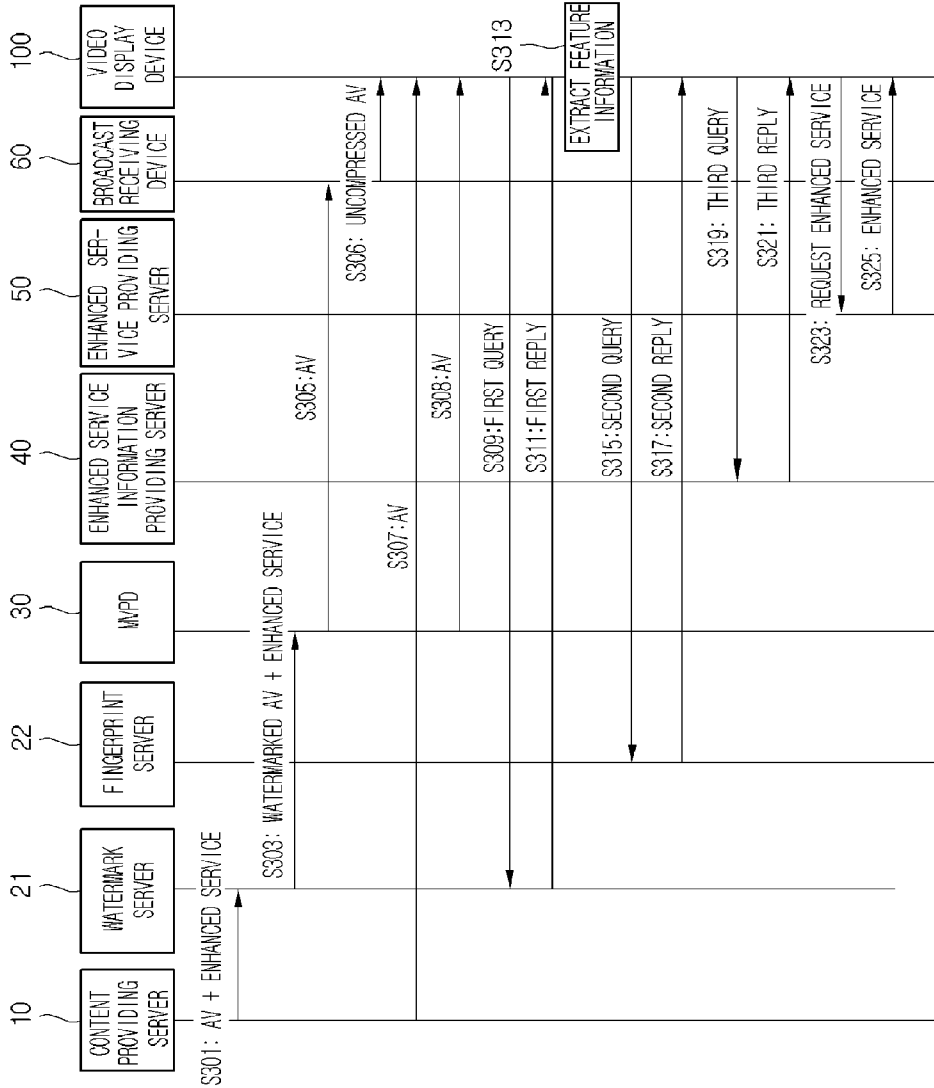 10
CONTENT
PROVIDING
SERVER
21
WATERMARK
SERVER
22
FINGERPRINT
SERVER
30
MVPD
40
ENHANCED SERVICE
INFORMATION
PROVIDING SERVER
50
ENHANCED SER-
VICE PROVIDING
SERVER
60
BROADCAST
RECEIVING
DEVICE
100
VIDEO
DISPLAY
DEVICE
S301: AV + ENHANCED SERVICE
S303: WATERMARKED AV + ENHANCED SERVICE
S305:AV
S306: UNCOMPRESSED AV
S307:AV
S308:AV
S309:FIRST QUERY
S311:FIRST REPLY
S313
EXTRACT FEATURE
INFORMATION
S315:SECOND QUERY
S317:SECOND REPLY
S319: THIRD QUERY
S321: THIRD REPLY
S323: REQUEST ENHANCED SERVICE
S325: ENHANCED SERVICE